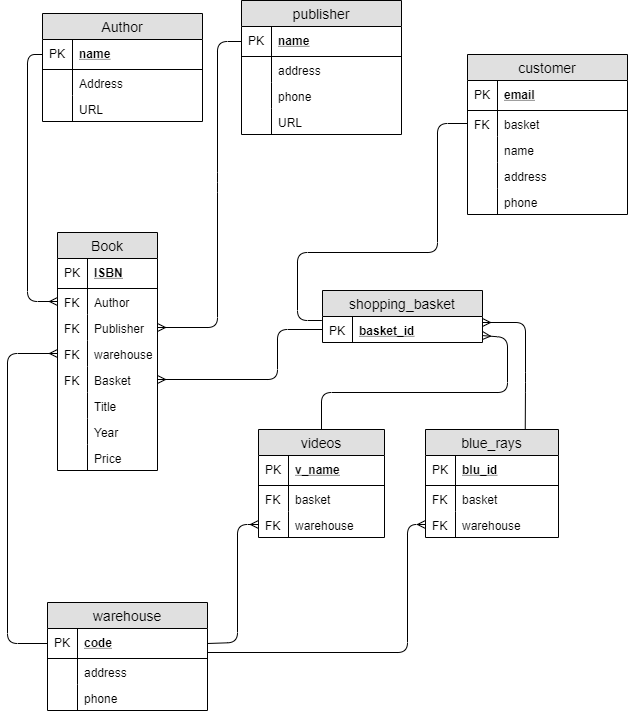 Author
PK name
Address
URL
publisher
PK name
address
phone
URL
customer
PK email
FK basket
name
address
phone
Book
PK ISBN
FK Author
FK Publisher
FK warehouse
FK Basket
Title
Year
Price
shopping_basket
PK basket_id
videos
PK v_name
FK basket
FK warehouse
blue_rays
PK blu_id
FK basket
FK warehouse
warehouse
PK code
address
phone